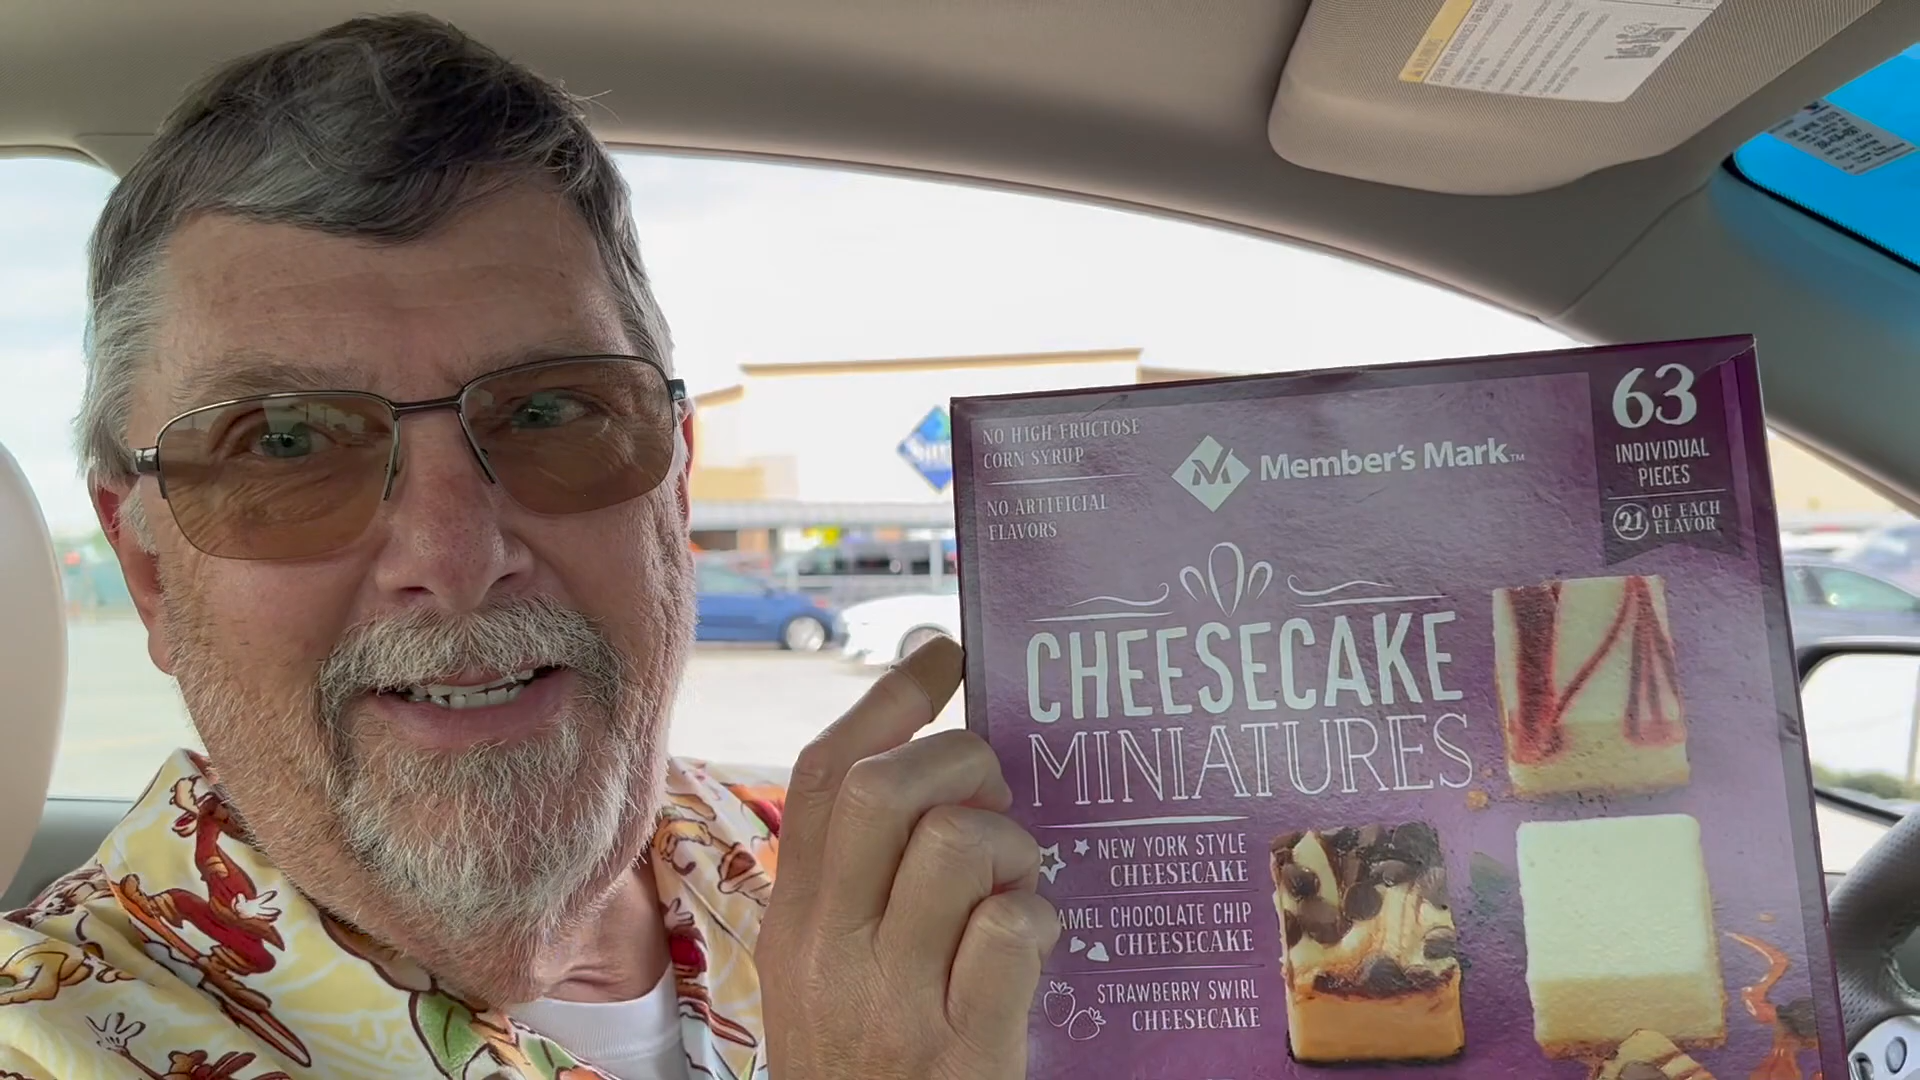 NO HIGH FRUCTOSE
CORN SYRUP
NO ARTIFICIAL
FLAVORS
Member's Mark™
63
INDIVIDUAL
PIECES
21 OF EACH
FLAVOR
CHEESECAKE
MINIATURES
NEW YORK STYLE
CHEESECAKE
AMEL CHOCOLATE CHIP
CHEESECAKE
STRAWBERRY SWIRL
CHEESECAKE